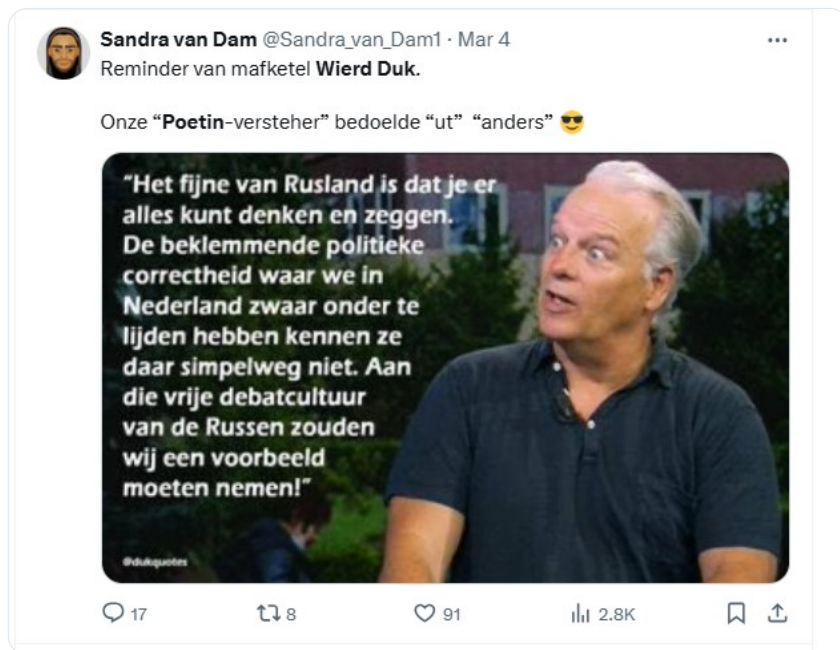 Sandra van Dam @Sandra_van_Dam1 · Mar 4
Reminder van mafketel Wierd Duk.
Onze “Poetin-versteher” bedoelde “ut” “anders” 😎
"Het fijne van Rusland is dat je er
alles kunt denken en zeggen.
De beklemmende politieke
correctheid waar we in
Nederland zwaar onder te
lijden hebben kennen ze
daar simpelweg niet. Aan
die vrije debatcultuur
van de Russen zouden
wij een voorbeeld
moeten nemen!"
@dukquotes
17 8 91 2.8K